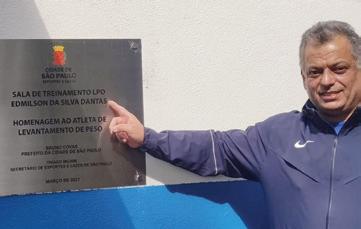 CIDADE DE
SÃO PAULO
ESPORTES E LAZER
SALA DE TREINAMENTO LPO
EDMILSON DA SILVA DANTAS
HOMENAGEM AO ATLETA DE
LEVANTAMENTO DE PESO
BRUNO COVAS
PREFEITO DA CIDADE DE SÃO PAULO
SECRETÁRIO DE ESPORTES E LAZER DE SÃO PAULO
MARÇO DE 2021